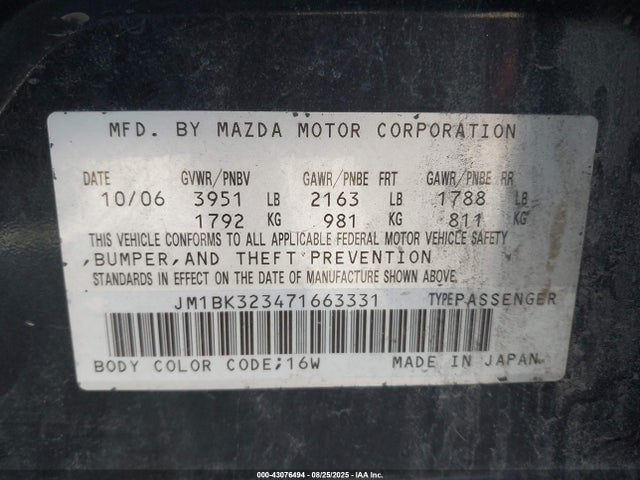 MFD. BY MAZDA MOTOR CORPORATION
DATE GVWR/PNBV GAWR/PNBE FRT GAWR/PNBE RR
10/06 3951 LB 2163 LB 1788 LB
1792 KG 981 KG 811 KG
THIS VEHICLE CONFORMS TO ALL APPLICABLE FEDERAL MOTOR VEHICLE SAFETY
,BUMPER,AND THEFT PREVENTION
STANDARDS IN EFFECT ON THE DATE OF MANUFACTURE SHOWN ABOVE.
JM1BK323471663331 TYPE PASSENGER
BODY COLOR CODE;16W MADE IN JAPAN
000-43076494 - 08/25/2025 - IAA Inc.